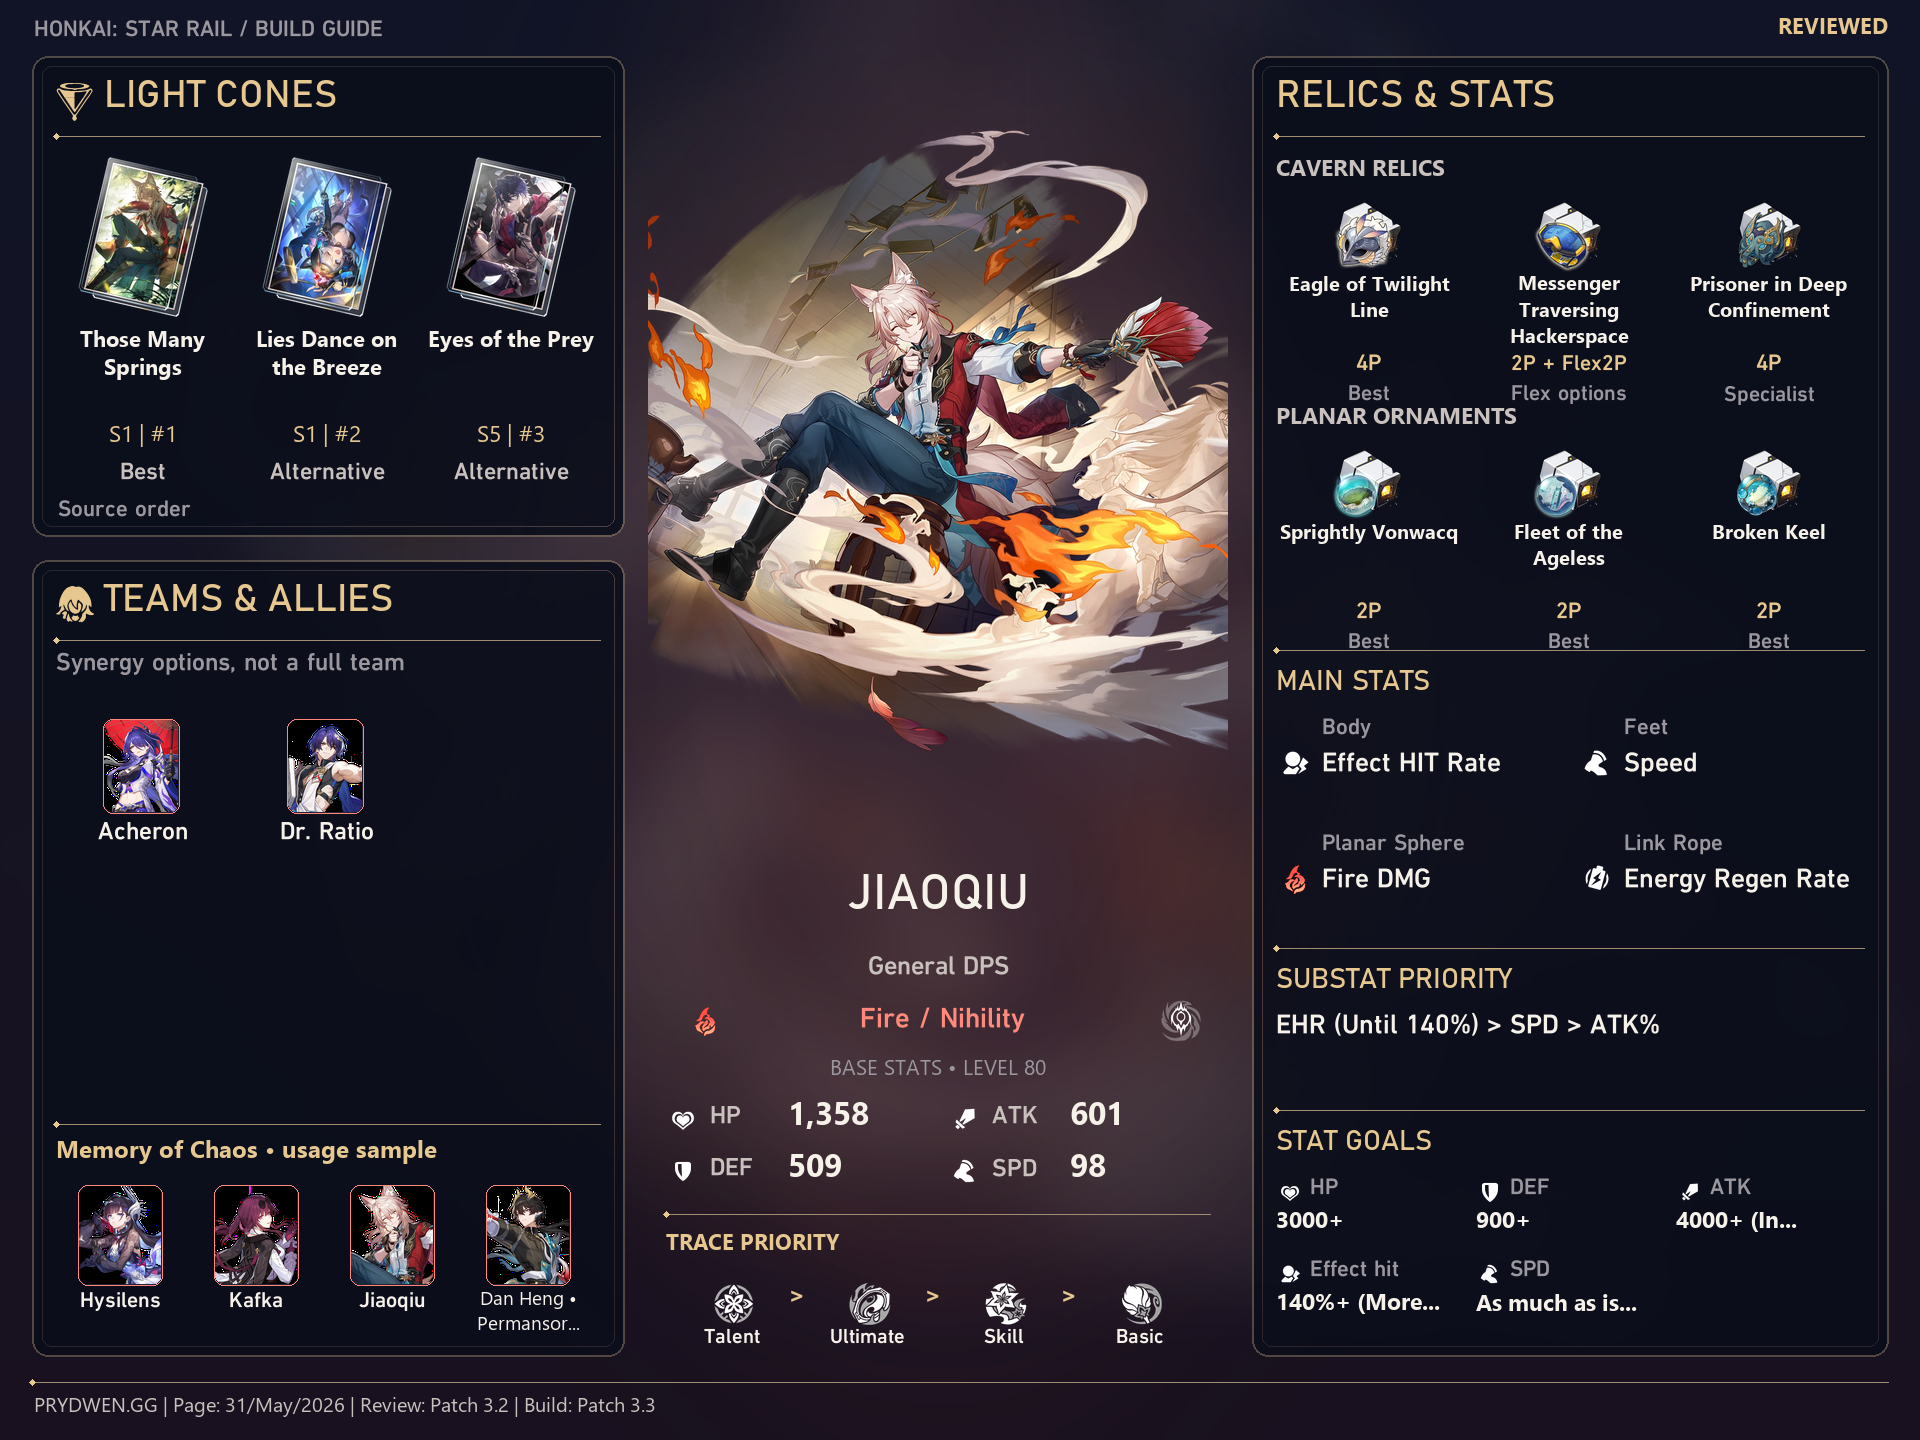 HONKAI: STAR RAIL / BUILD GUIDE
REVIEWED
LIGHT CONES
Those Many Springs
Lies Dance on the Breeze
Eyes of the Prey
S1 | #1
S1 | #2
S5 | #3
Best
Alternative
Alternative
Source order
TEAMS & ALLIES
Synergy options, not a full team
Acheron
Dr. Ratio
Memory of Chaos • usage sample
Hysilens
Kafka
Jiaoqiu
Dan Heng •
Permansor...
JIAOQIU
General DPS
Fire / Nihility
BASE STATS • LEVEL 80
HP 1,358
ATK 601
DEF 509
SPD 98
TRACE PRIORITY
Talent > Ultimate > Skill > Basic
RELICS & STATS
CAVERN RELICS
Eagle of Twilight Line
4P
Best
Messenger Traversing Hackerspace
2P + Flex2P
Flex options
Prisoner in Deep Confinement
4P
Specialist
PLANAR ORNAMENTS
Sprightly Vonwacq
2P
Best
Fleet of the Ageless
2P
Best
Broken Keel
2P
Best
MAIN STATS
Body
Effect HIT Rate
Feet
Speed
Planar Sphere
Fire DMG
Link Rope
Energy Regen Rate
SUBSTAT PRIORITY
EHR (Until 140%) > SPD > ATK%
STAT GOALS
HP
3000+
DEF
900+
ATK
4000+ (In...
Effect hit
140%+ (More...
SPD
As much as is...
PRYDWEN.GG | Page: 31/May/2026 | Review: Patch 3.2 | Build: Patch 3.3